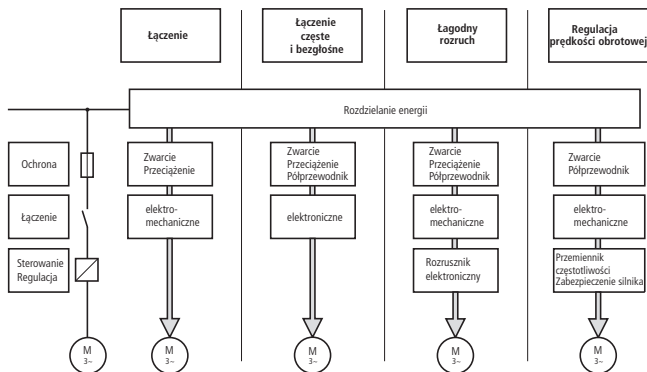 Łączenie
Łączenie
częste
i bezgłośne
Łagodny
rozruch
Regulacja
prędkości obrotowej
Rozdzielanie energii
Ochrona
Zwarcie
Przeciążenie
Zwarcie
Przeciążenie
Półprzewodnik
Zwarcie
Przeciążenie
Półprzewodnik
Zwarcie
Półprzewodnik
Łączenie
elektro-
mechaniczne
elektroniczne
elektro-
mechaniczne
elektro-
mechaniczne
Sterowanie
Regulacja
Rozrusznik
elektroniczny
Przemiennik
częstotliwości
Zabezpieczenie silnika
M
3~
M
3~
M
3~
M
3~
M
3~